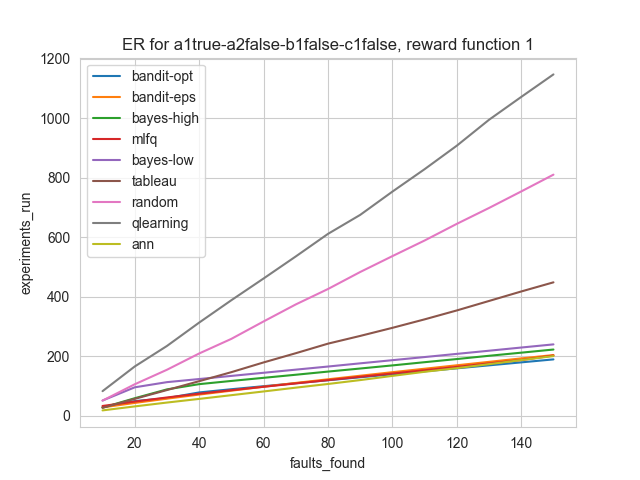 ER for a1true-a2false-b1false-c1false, reward function 1
1200
1000
800
600
400
200
0
experiments_run
bandit-opt
bandit-eps
bayes-high
mlfq
bayes-low
tableau
random
qlearning
ann
20 40 60 80 100 120 140
faults_found